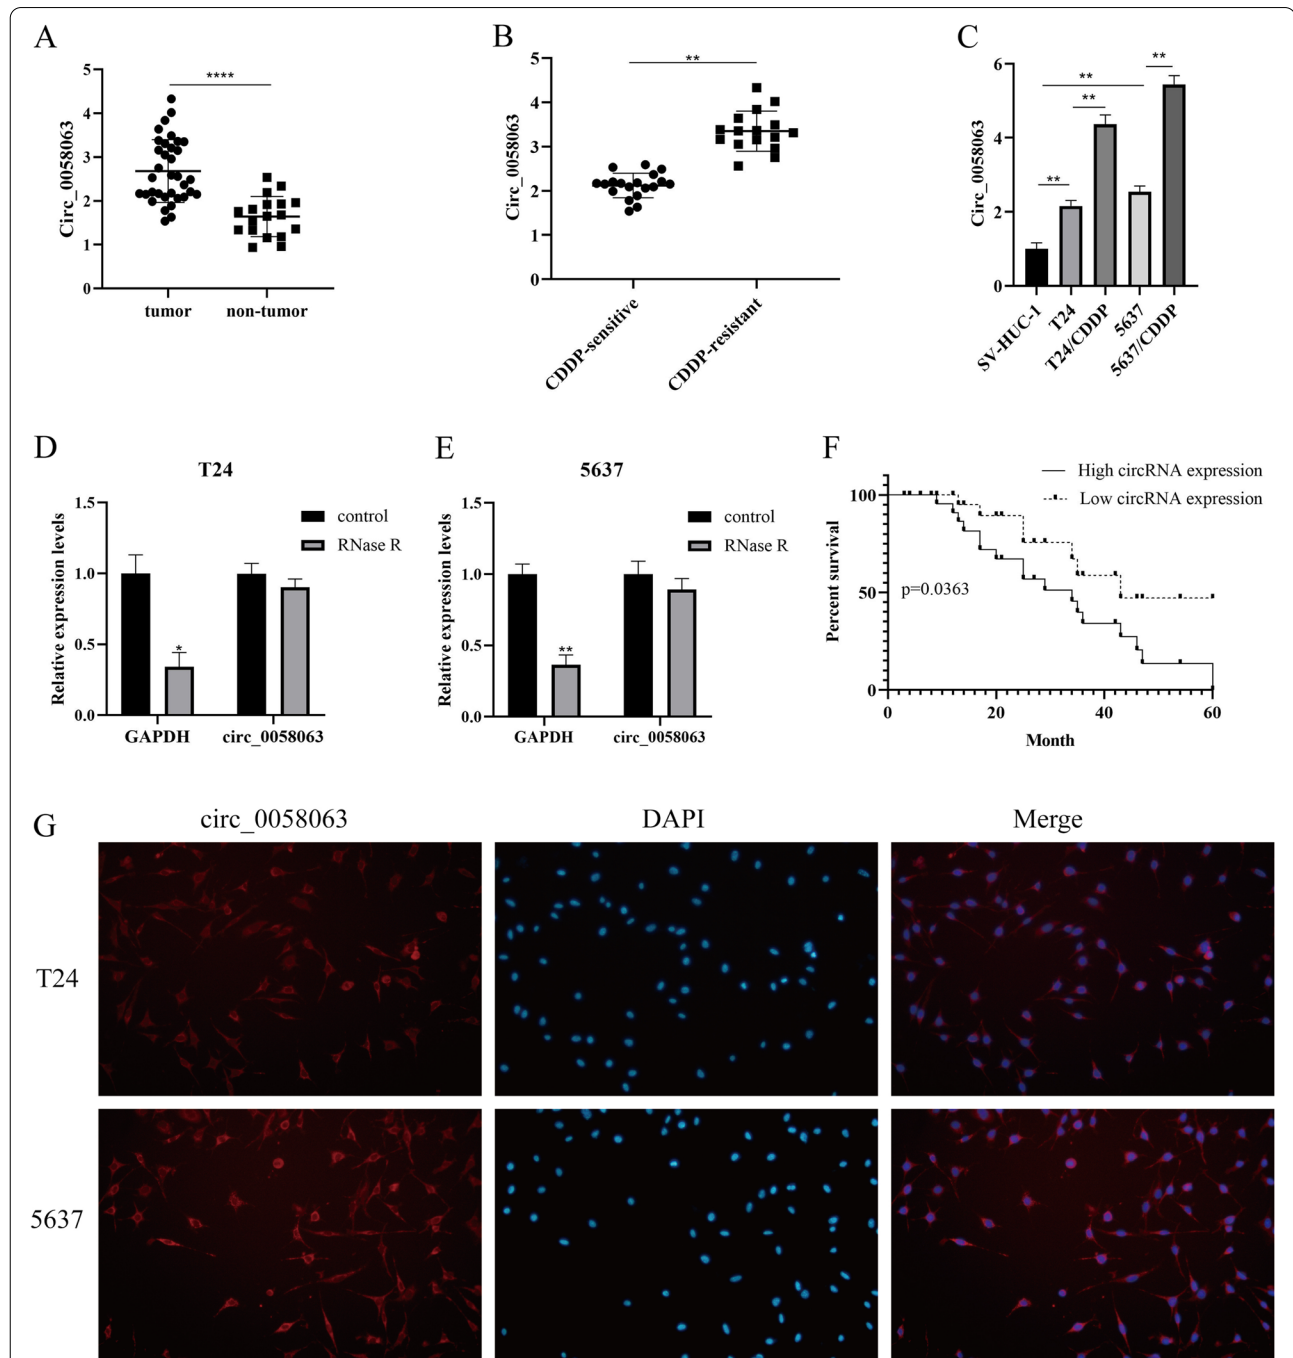 A
Circ_0058063
5
4
3
2
1
0
****
tumor
non-tumor
B
Circ_0058063
5
4
3
2
1
0
**
CDDP-sensitive
CDDP-resistant
C
Circ_0058063
6
4
2
0
**
**
**
**
SV-HUC-1
T24
T24/CDDP
5637
5637/CDDP
D
T24
Relative expression levels
1.5
1.0
0.5
0.0
control
RNase R
*
GAPDH
circ_0058063
E
5637
Relative expression levels
1.5
1.0
0.5
0.0
control
RNase R
**
GAPDH
circ_0058063
F
High circRNA expression
Low circRNA expression
Percent survival
100
50
0
p=0.0363
0
20
40
60
Month
G
circ_0058063
DAPI
Merge
T24
5637